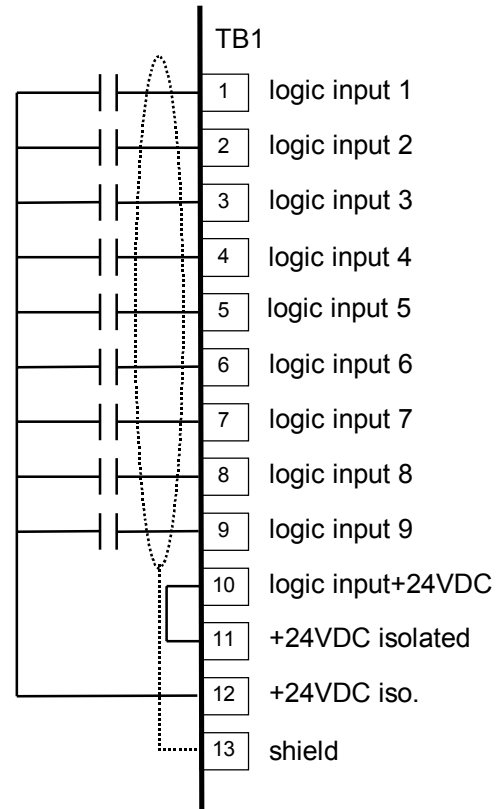 TB1
1 logic input 1
2 logic input 2
3 logic input 3
4 logic input 4
5 logic input 5
6 logic input 6
7 logic input 7
8 logic input 8
9 logic input 9
10 logic input+24VDC
11 +24VDC isolated
12 +24VDC iso.
13 shield